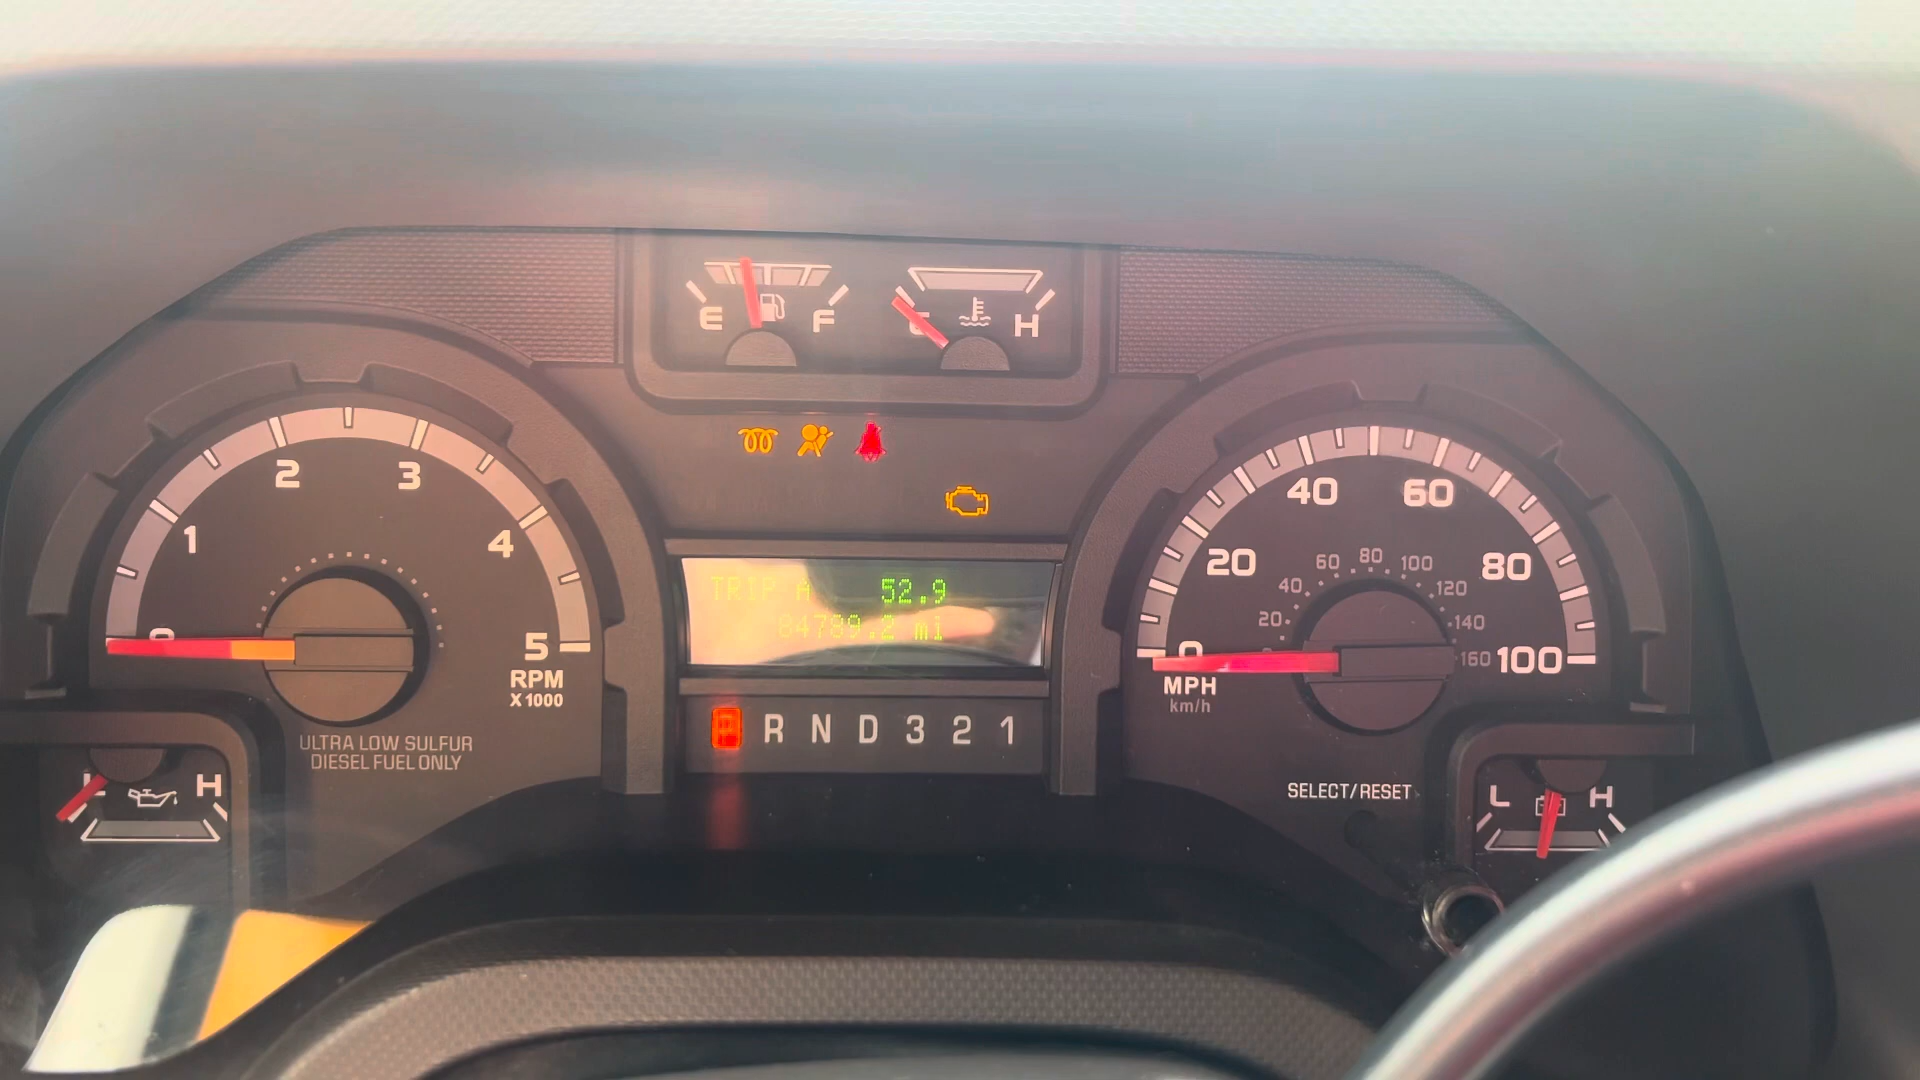 E F
C H
1 2 3 4
0 5
RPM
X 1000
ULTRA LOW SULFUR
DIESEL FUEL ONLY
L H
TRIP A 52.9
84789.2 mi
R N D 3 2 1
0 20 40 60 80 100
20 40 60 80 100 120 140 160
MPH
km/h
SELECT/RESET
L H